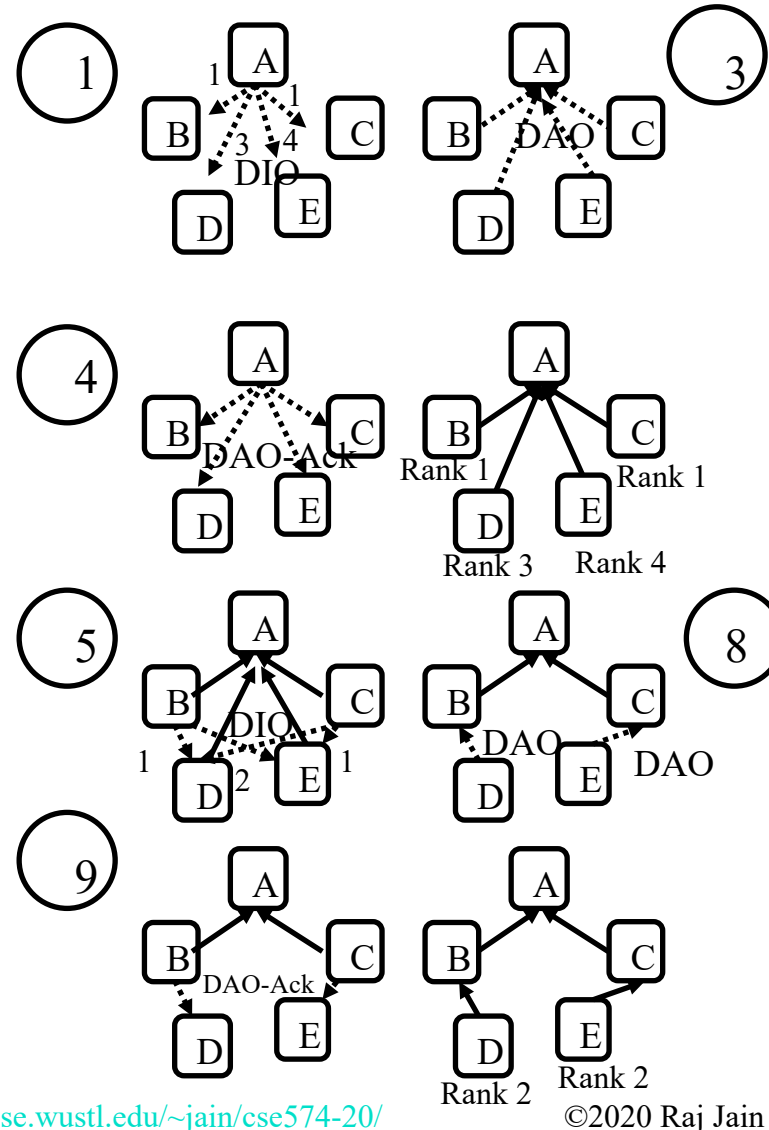 1
A
1
1
B
C
3
4
DIO
D
E
A
3
B
DAO
C
D
E
4
A
B
C
DAO-Ack
D
E
A
B
C
Rank 1
Rank 1
D
E
Rank 3
Rank 4
5
A
B
C
DIO
1
2
1
D
E
A
8
B
C
DAO
DAO
D
E
9
A
B
C
DAO-Ack
D
E
A
B
C
D
E
Rank 2
Rank 2
se.wustl.edu/~jain/cse574-20/
©2020 Raj Jain